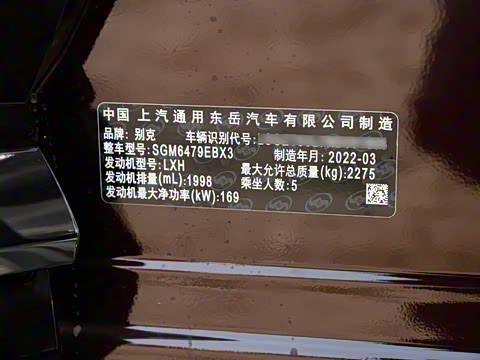 中国 上汽通用东岳汽车有限公司制造
品牌: 别克 车辆识别代号:
整车型号:SGM6479EBX3 制造年月: 2022-03
发动机型号:LXH 最大允许总质量(kg):2275
发动机排量(mL):1998 乘坐人数:5
发动机最大净功率(kW):169